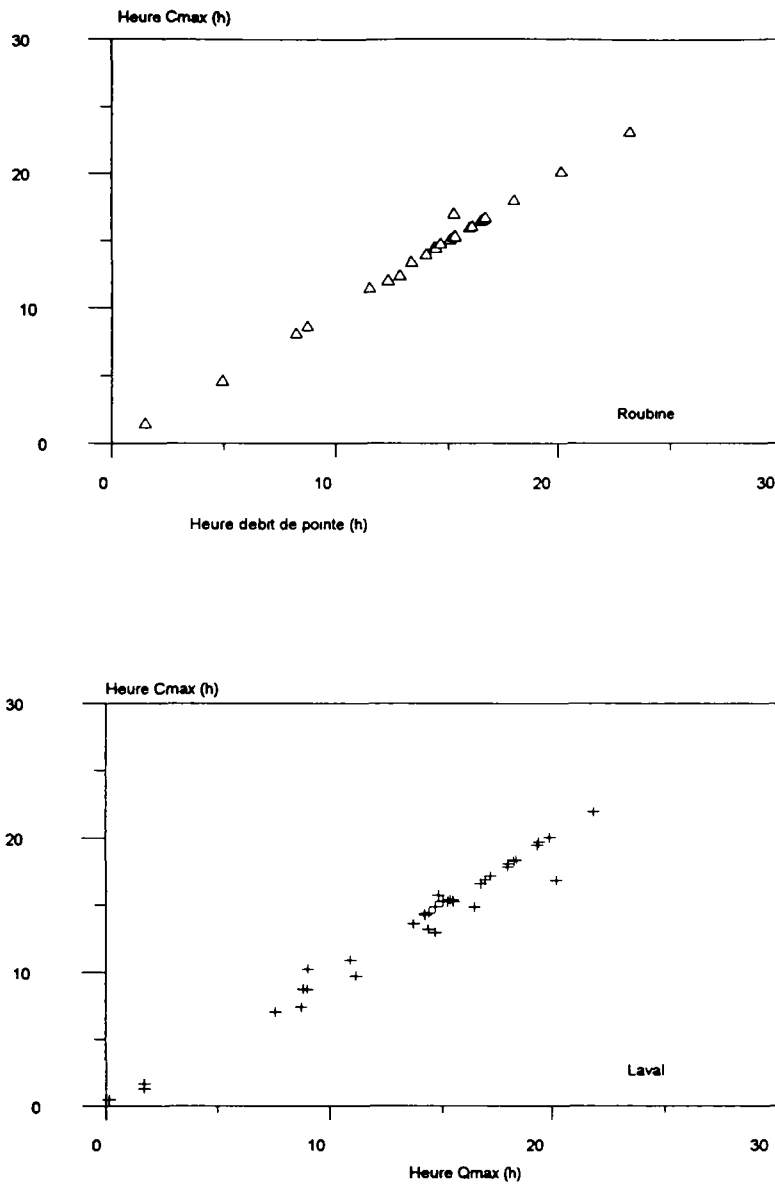 Heure Cmax (h)
30
20
10
0
Roubine
0 10 20 30
Heure debit de pointe (h)
Heure Cmax (h)
30
20
10
0
Laval
0 10 20 30
Heure Qmax (h)